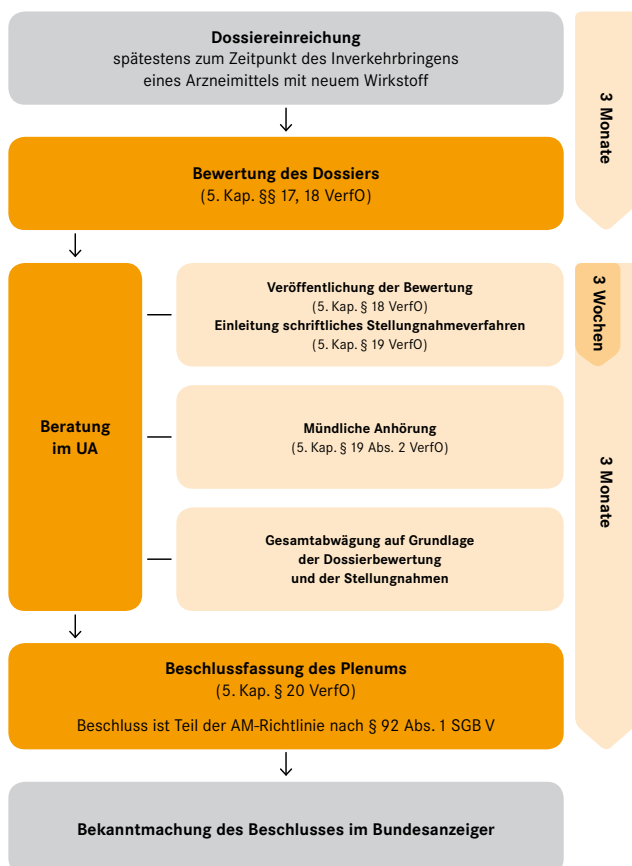 Dossiereinreichung
spätestens zum Zeitpunkt des Inverkehrbringens
eines Arzneimittels mit neuem Wirkstoff
3 Monate
Bewertung des Dossiers
(5. Kap. §§ 17, 18 VerfO)
Beratung
im UA
Veröffentlichung der Bewertung
(5. Kap. § 18 VerfO)
Einleitung schriftliches Stellungnahmeverfahren
(5. Kap. § 19 VerfO)
3 Wochen
Mündliche Anhörung
(5. Kap. § 19 Abs. 2 VerfO)
3 Monate
Gesamtabwägung auf Grundlage
der Dossierbewertung
und der Stellungnahmen
Beschlussfassung des Plenums
(5. Kap. § 20 VerfO)
Beschluss ist Teil der AM-Richtlinie nach § 92 Abs. 1 SGB V
Bekanntmachung des Beschlusses im Bundesanzeiger